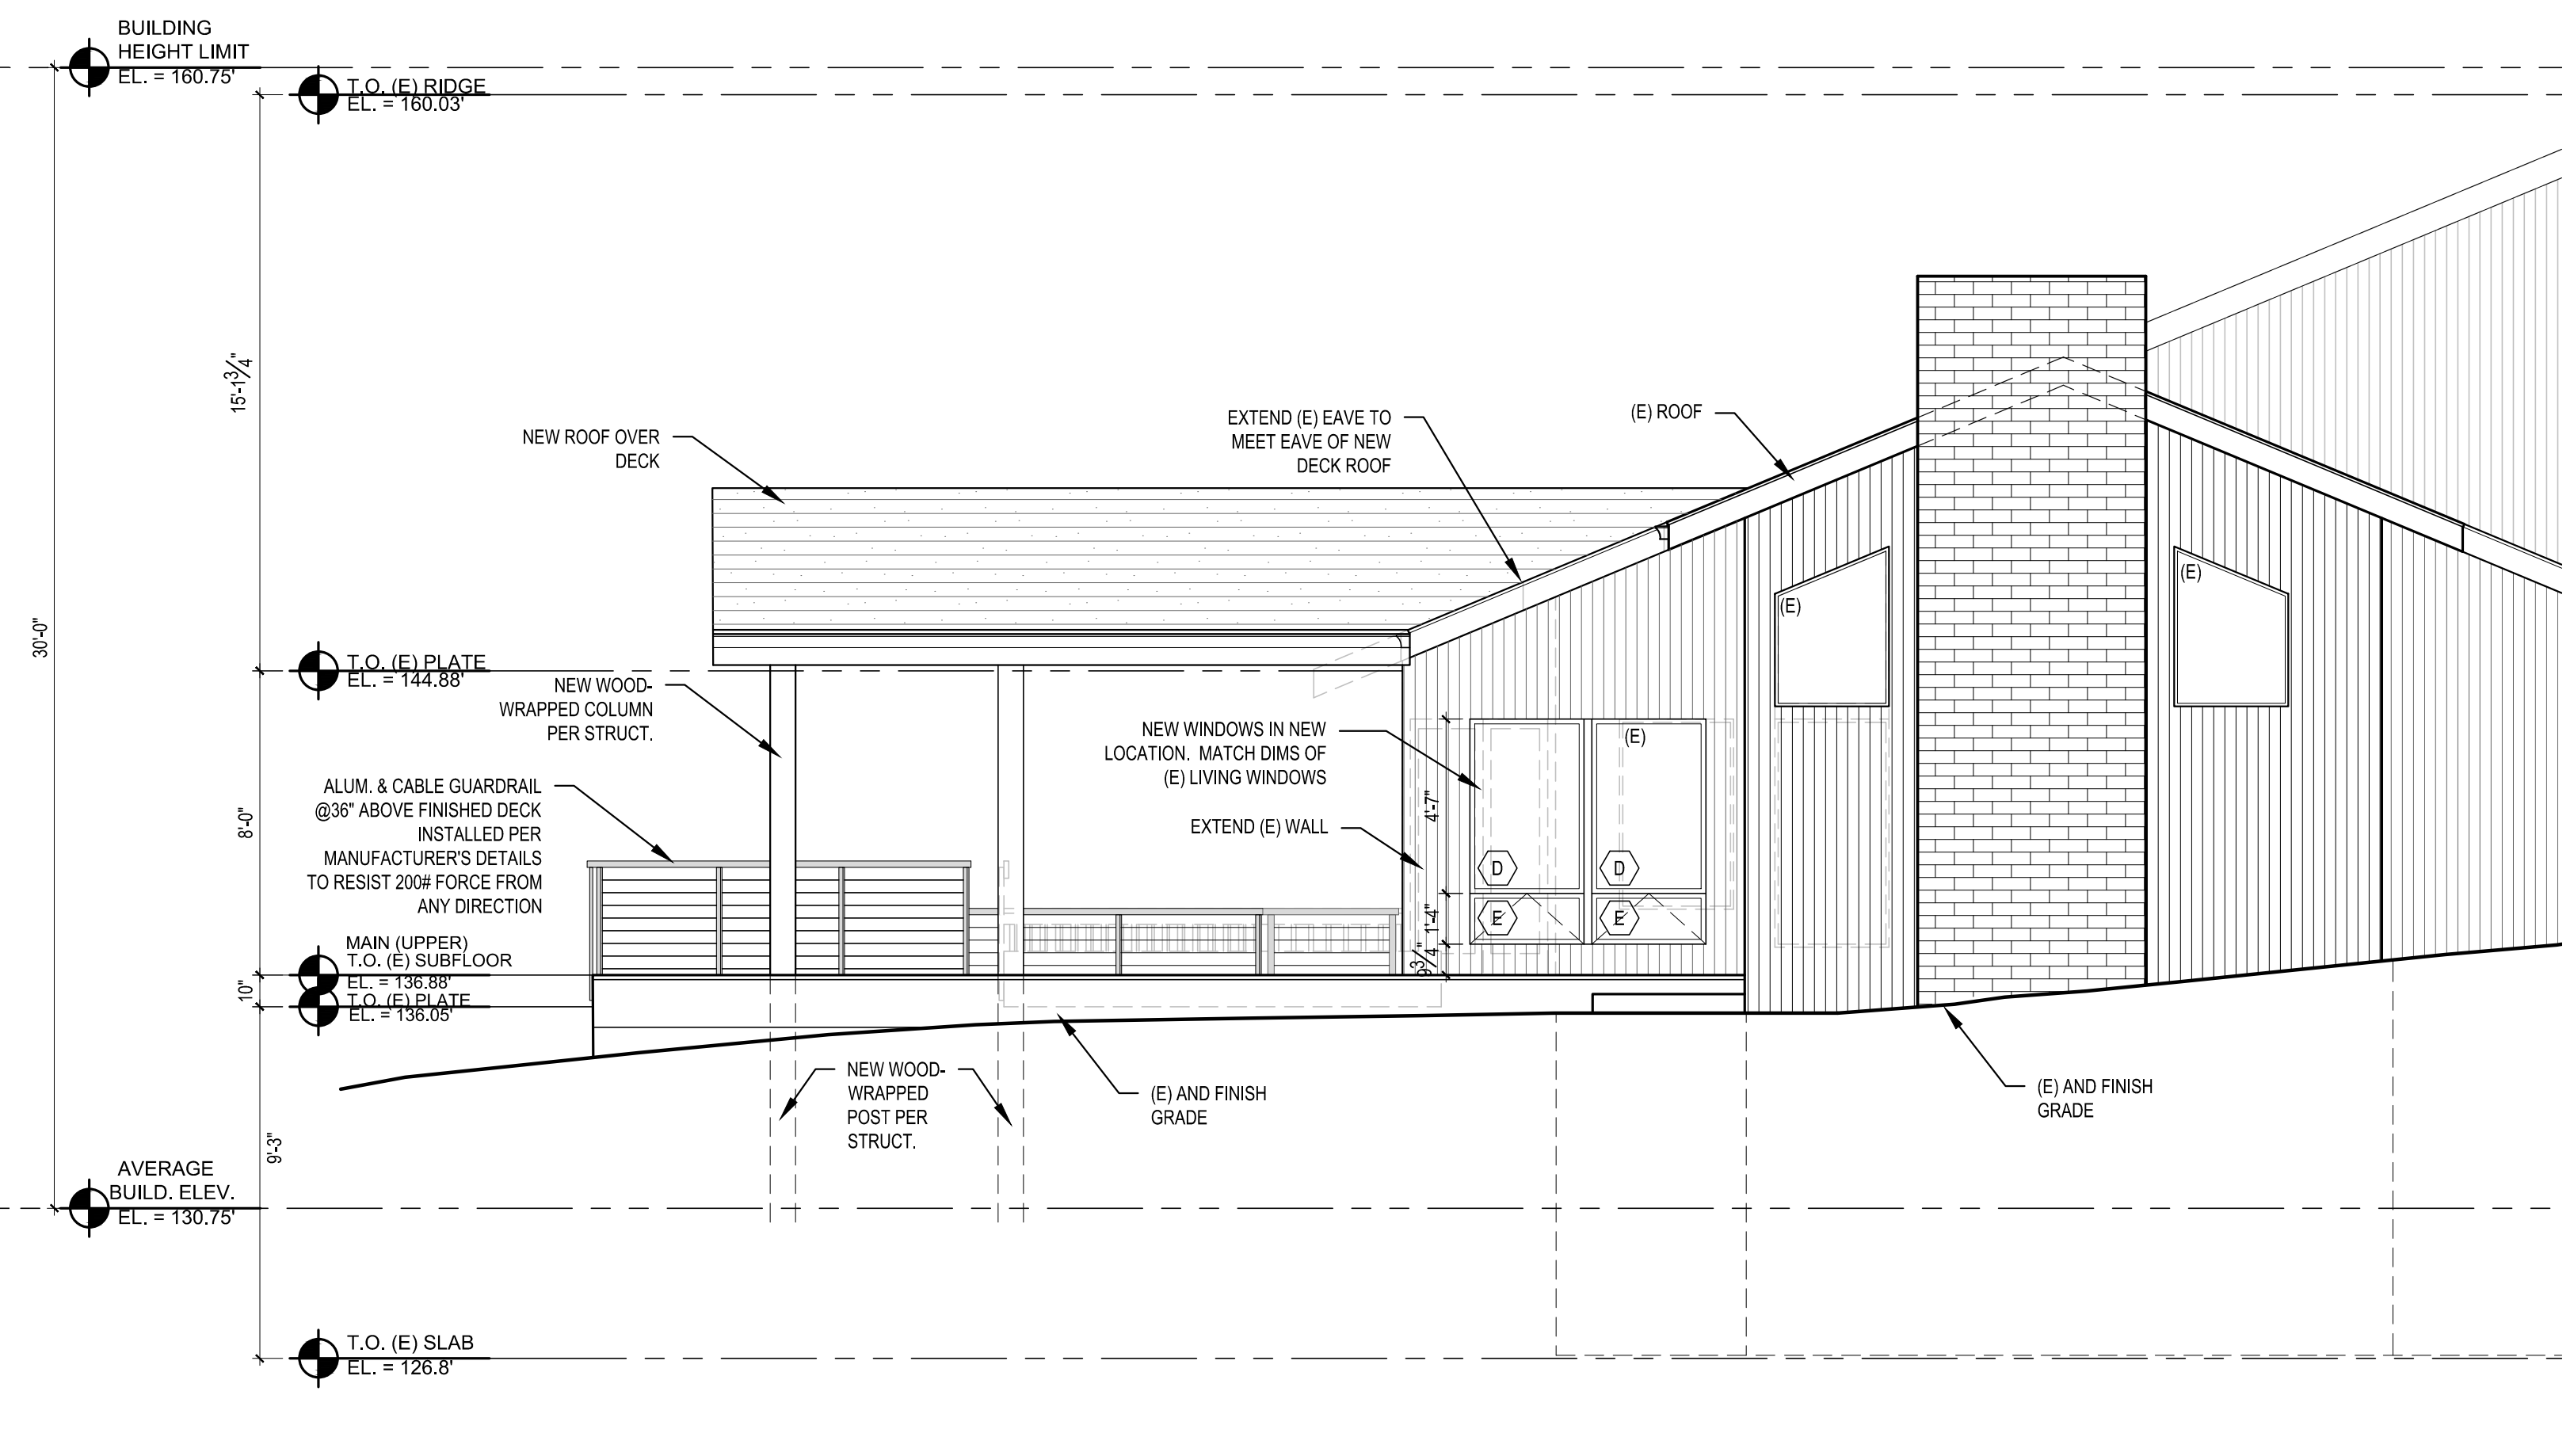 BUILDING
HEIGHT LIMIT
EL. = 160.75'
T.O. (E) RIDGE
EL. = 160.03'
15'-1 3/4"
NEW ROOF OVER
DECK
EXTEND (E) EAVE TO
MEET EAVE OF NEW
DECK ROOF
(E) ROOF
(E)
(E)
30'-0"
T.O. (E) PLATE
EL. = 144.88'
NEW WOOD-
WRAPPED COLUMN
PER STRUCT.
NEW WINDOWS IN NEW
LOCATION. MATCH DIMS OF
(E) LIVING WINDOWS
(E)
ALUM. & CABLE GUARDRAIL
@36" ABOVE FINISHED DECK
INSTALLED PER
MANUFACTURER'S DETAILS
TO RESIST 200# FORCE FROM
ANY DIRECTION
8'-0"
EXTEND (E) WALL
4'-7"
1'-4"
9 3/4"
D
D
E
E
MAIN (UPPER)
T.O. (E) SUBFLOOR
EL. = 136.88'
10"
T.O. (E) PLATE
EL. = 136.05'
NEW WOOD-
WRAPPED
POST PER
STRUCT.
(E) AND FINISH
GRADE
(E) AND FINISH
GRADE
9'-3"
AVERAGE
BUILD. ELEV.
EL. = 130.75'
T.O. (E) SLAB
EL. = 126.8'